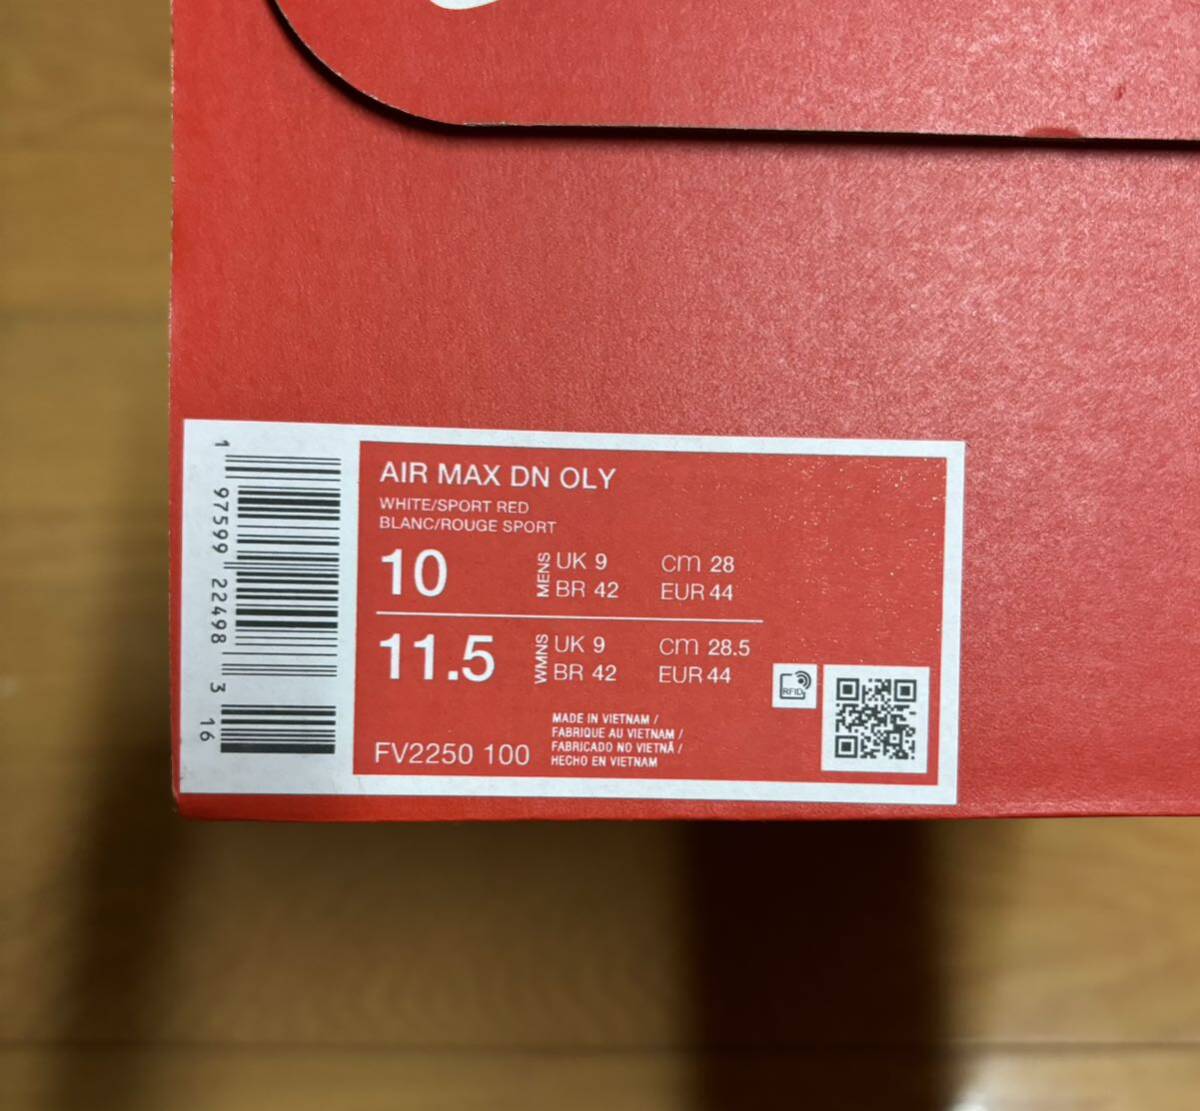 AIR MAX DN OLY
WHITE/SPORT RED
BLANC/ROUGE SPORT
10 MENS UK 9 cm 28
BR 42 EUR 44
11.5 WMNS UK 9 cm 28.5
BR 42 EUR 44
RFID
FV2250 100
MADE IN VIETNAM /
FABRIQUE AU VIETNAM /
FABRICADO NO VIETNÃ /
HECHO EN VIETNAM
1 97599 22498 3 16